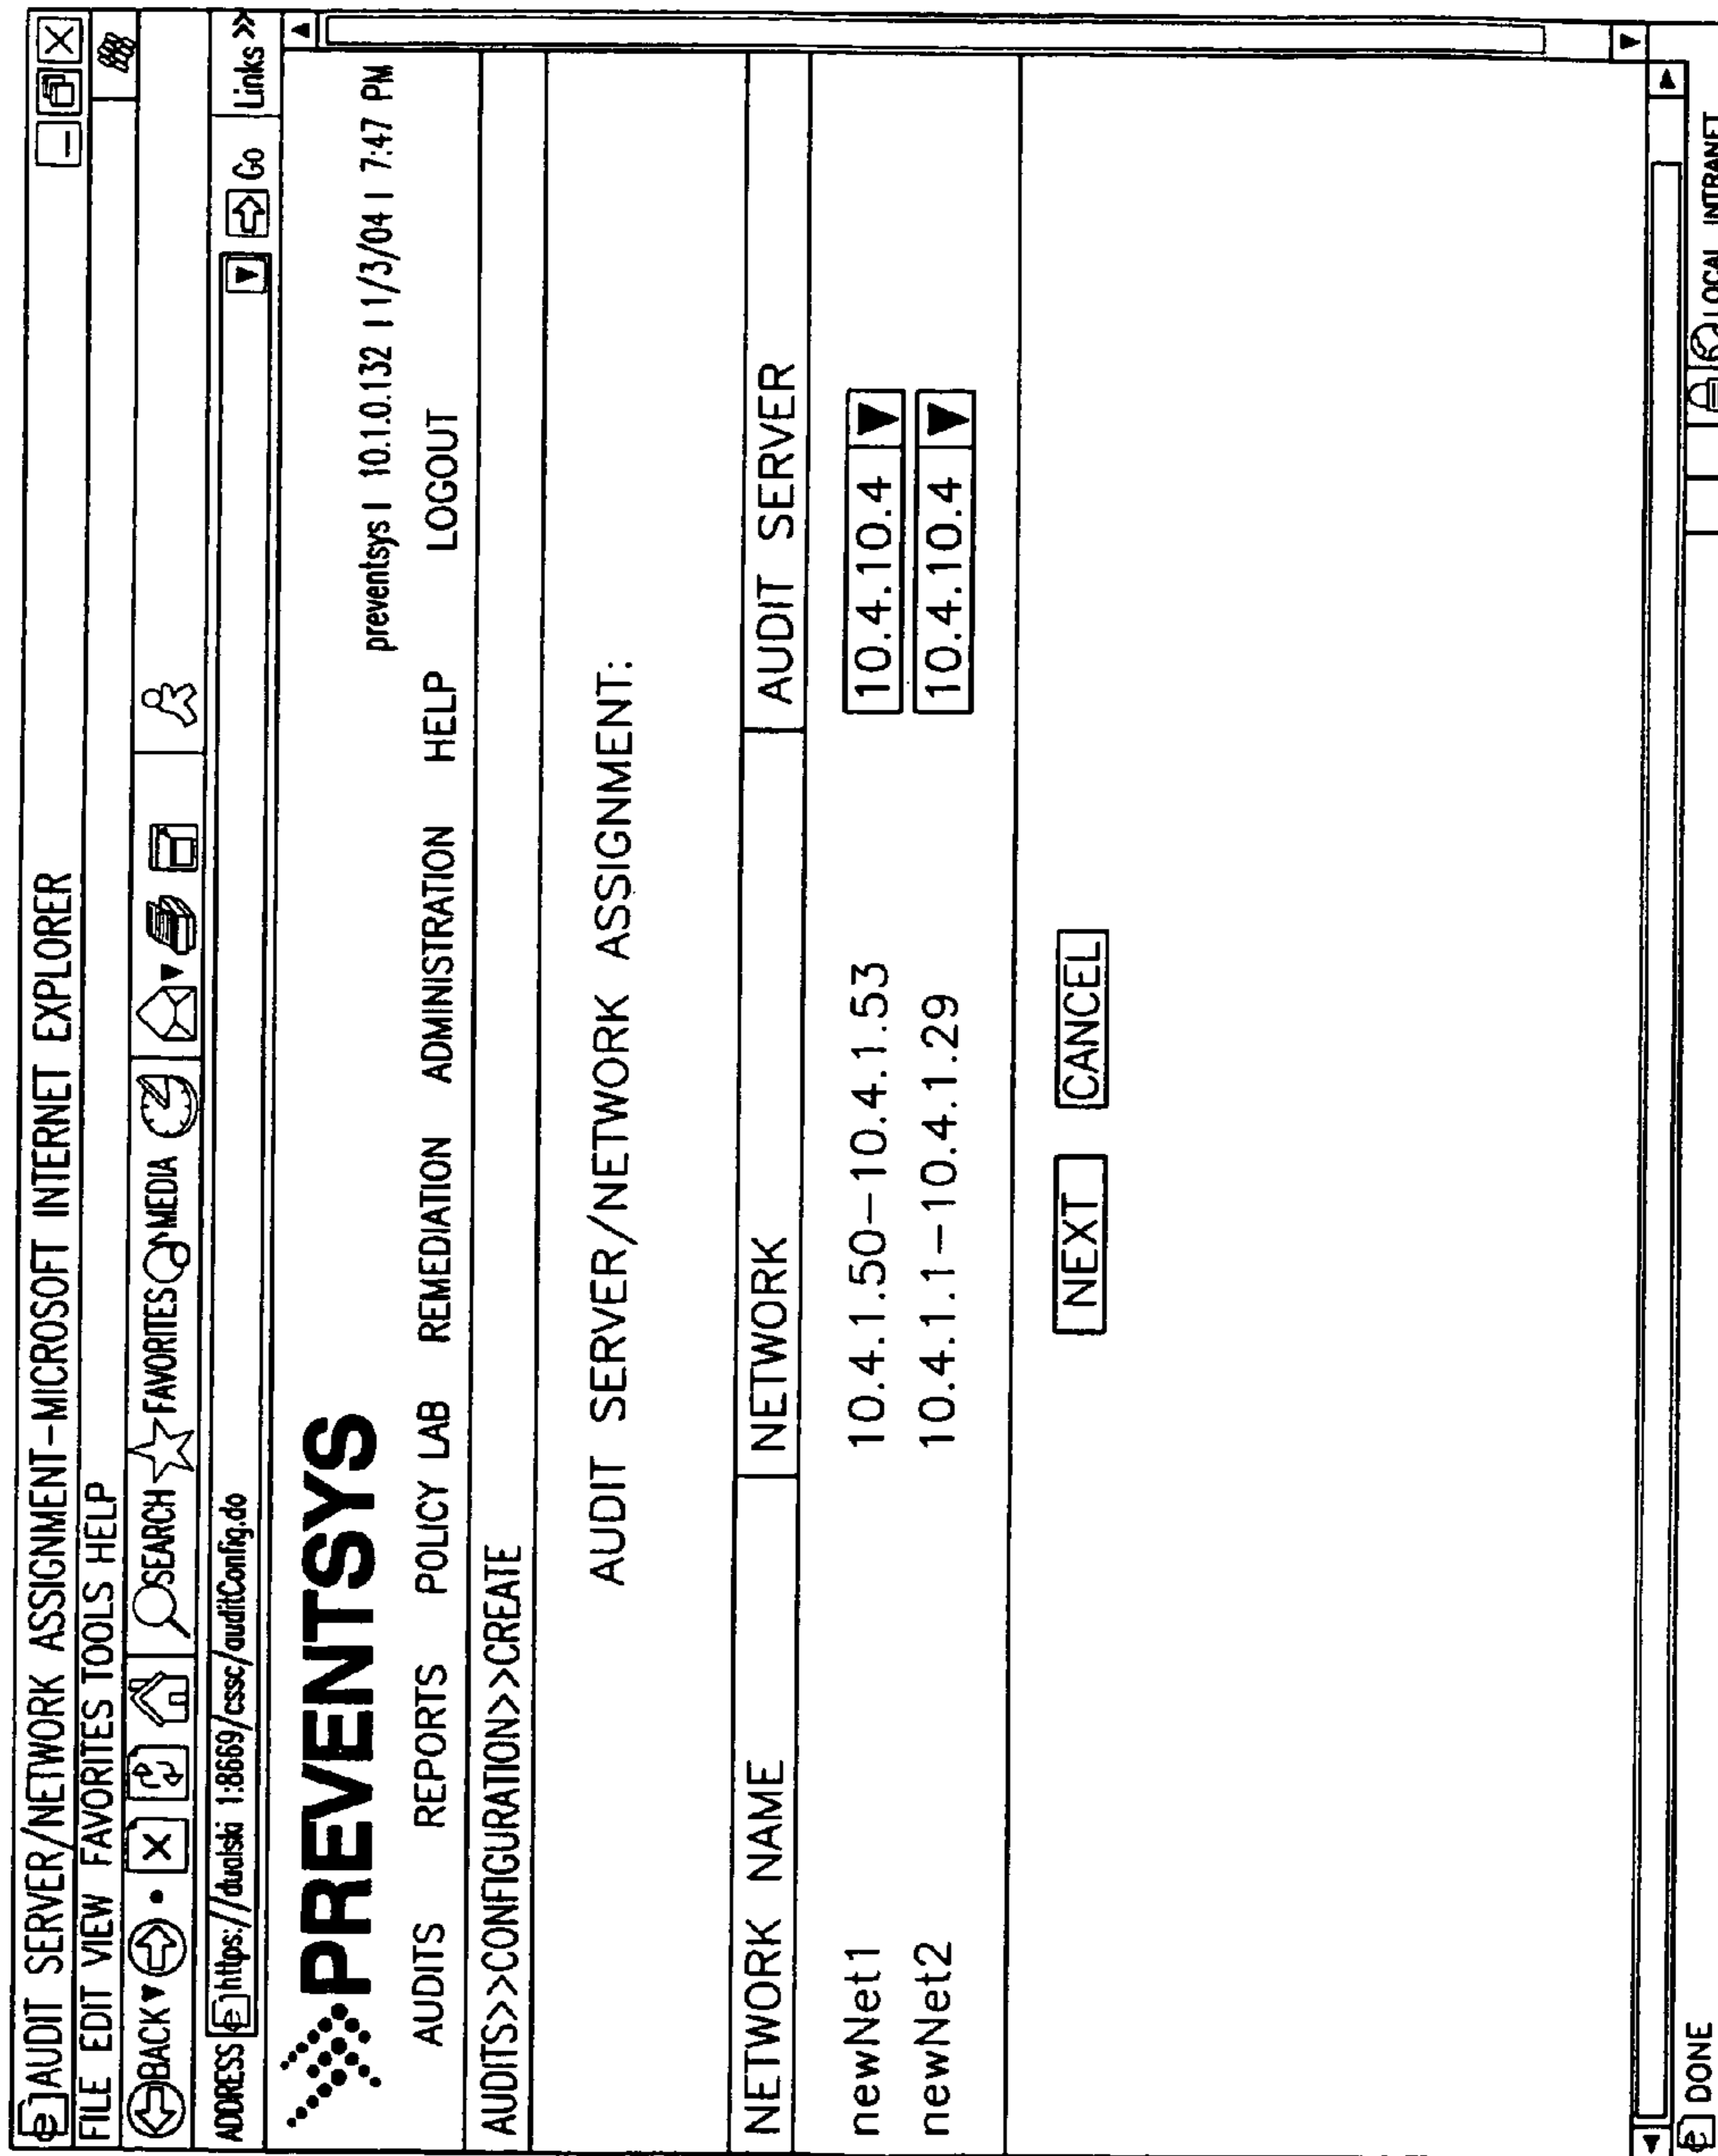 AUDIT SERVER/NETWORK ASSIGNMENT-MICROSOFT INTERNET EXPLORER
FILE EDIT VIEW FAVORITES TOOLS HELP
BACK SEARCH FAVORITES MEDIA
ADDRESS https://dualski 1:8669/cssc/auditConfig.do Go Links >>
PREVENTSYS
preventsys | 10.1.0.132 | 1/3/04 | 7:47 PM
AUDITS REPORTS POLICY LAB REMEDIATION ADMINISTRATION HELP LOGOUT
AUDITS>>CONFIGURATION>>CREATE
AUDIT SERVER/NETWORK ASSIGNMENT:
NETWORK NAME NETWORK AUDIT SERVER
newNet1 10.4.1.50-10.4.1.53 10.4.10.4
newNet2 10.4.1.1-10.4.1.29 10.4.10.4
NEXT CANCEL
DONE LOCAL INTRANET